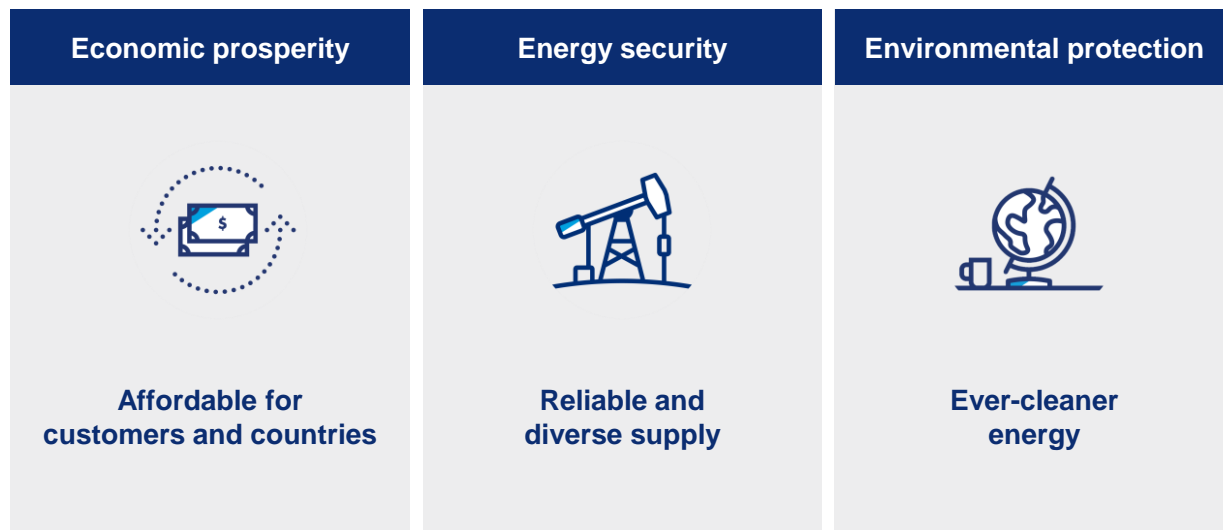 Economic prosperity
Energy security
Environmental protection
$
Affordable for
customers and countries
Reliable and
diverse supply
Ever-cleaner
energy